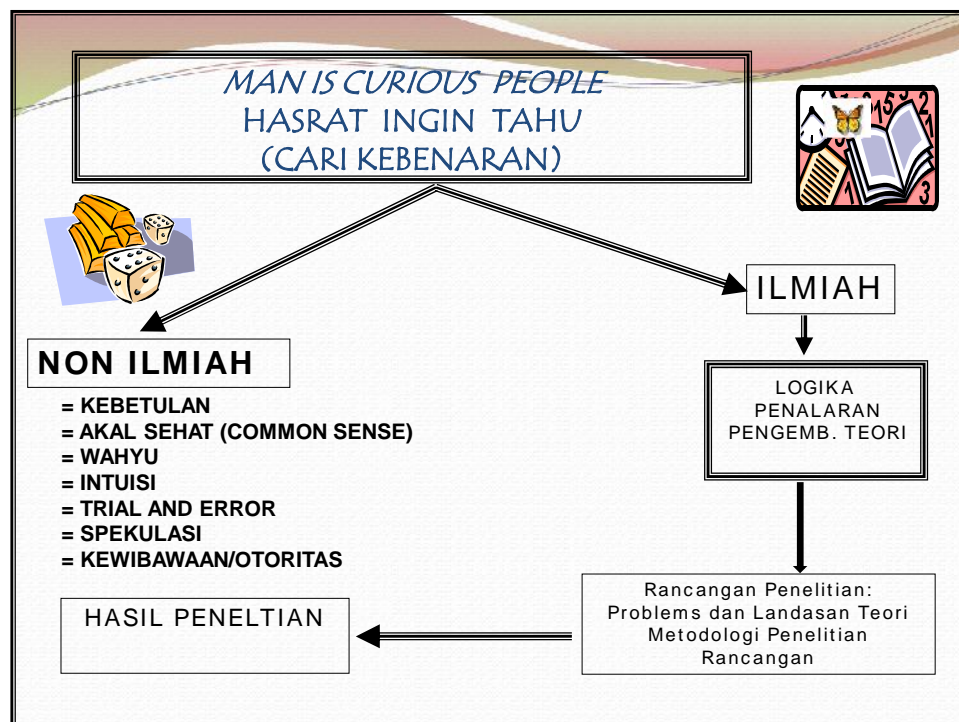 MAN IS CURIOUS PEOPLE
HASRAT INGIN TAHU
(CARI KEBENARAN)
ILMIAH
NON ILMIAH
= KEBETULAN
= AKAL SEHAT (COMMON SENSE)
= WAHYU
= INTUISI
= TRIAL AND ERROR
= SPEKULASI
= KEWIBAWAAN/OTORITAS
LOGIKA
PENALARAN
PENGEMB. TEORI
Rancangan Penelitian:
Problems dan Landasan Teori
Metodologi Penelitian
Rancangan
HASIL PENELTIAN